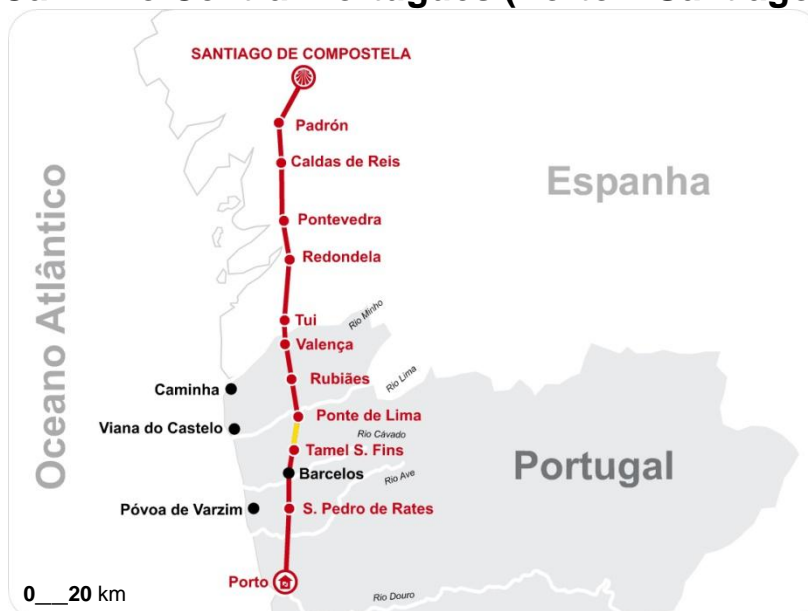 SANTIAGO DE COMPOSTELA
Padrón
Caldas de Reis
Espanha
Pontevedra
Redondela
Oceano Atlântico
Rio Minho
Tui
Valença
Rubiães
Rio Lima
Caminha
Ponte de Lima
Viana do Castelo
Rio Cávado
Tamel S. Fins
Portugal
Barcelos
Rio Ave
Póvoa de Varzim
S. Pedro de Rates
Porto
0__20 km
Rio Douro